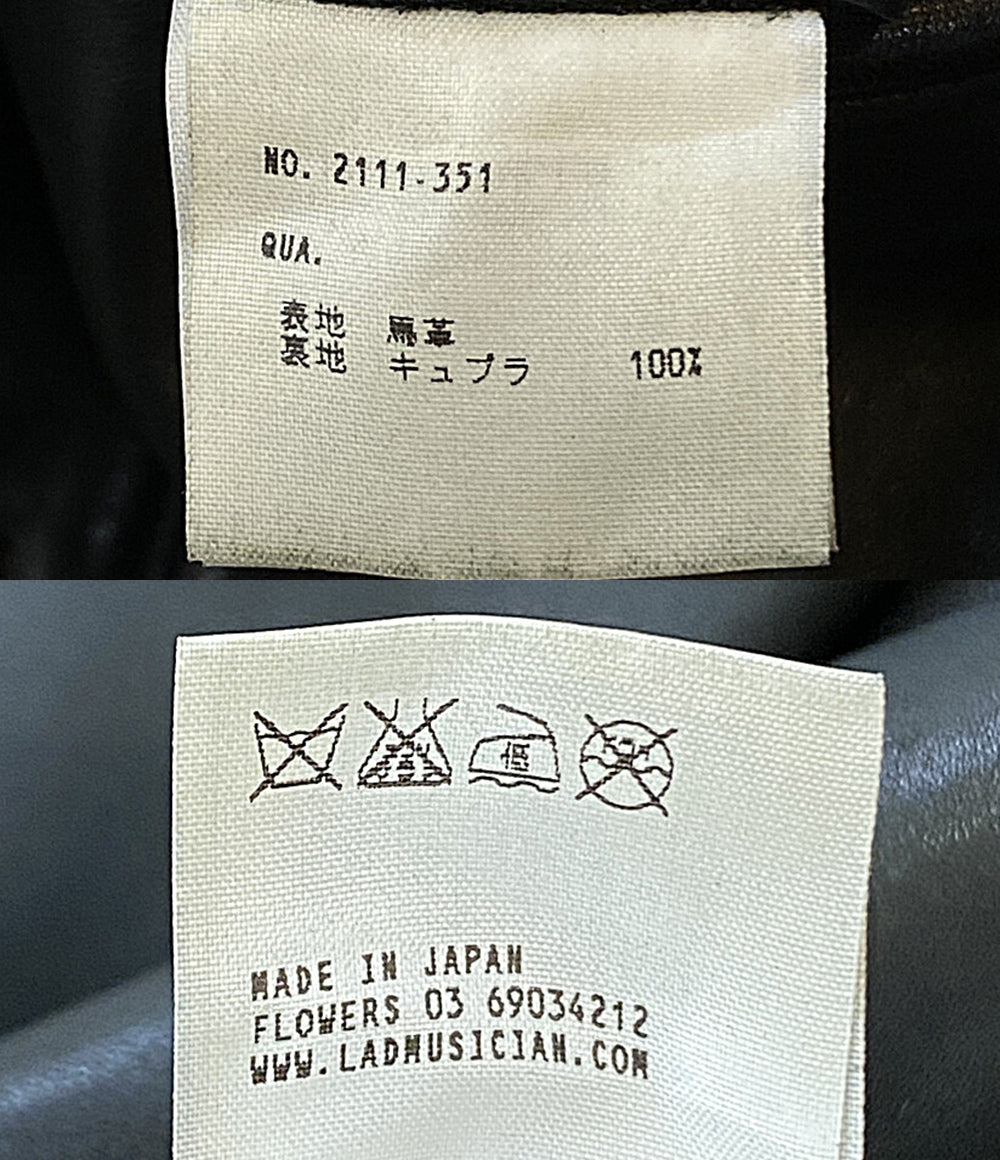 NO. 2111-351
QUA.
表地 馬革
裏地 キュプラ 100%
低
MADE IN JAPAN
FLOWERS 03 69034212
WWW.LADMUSICIAN.COM